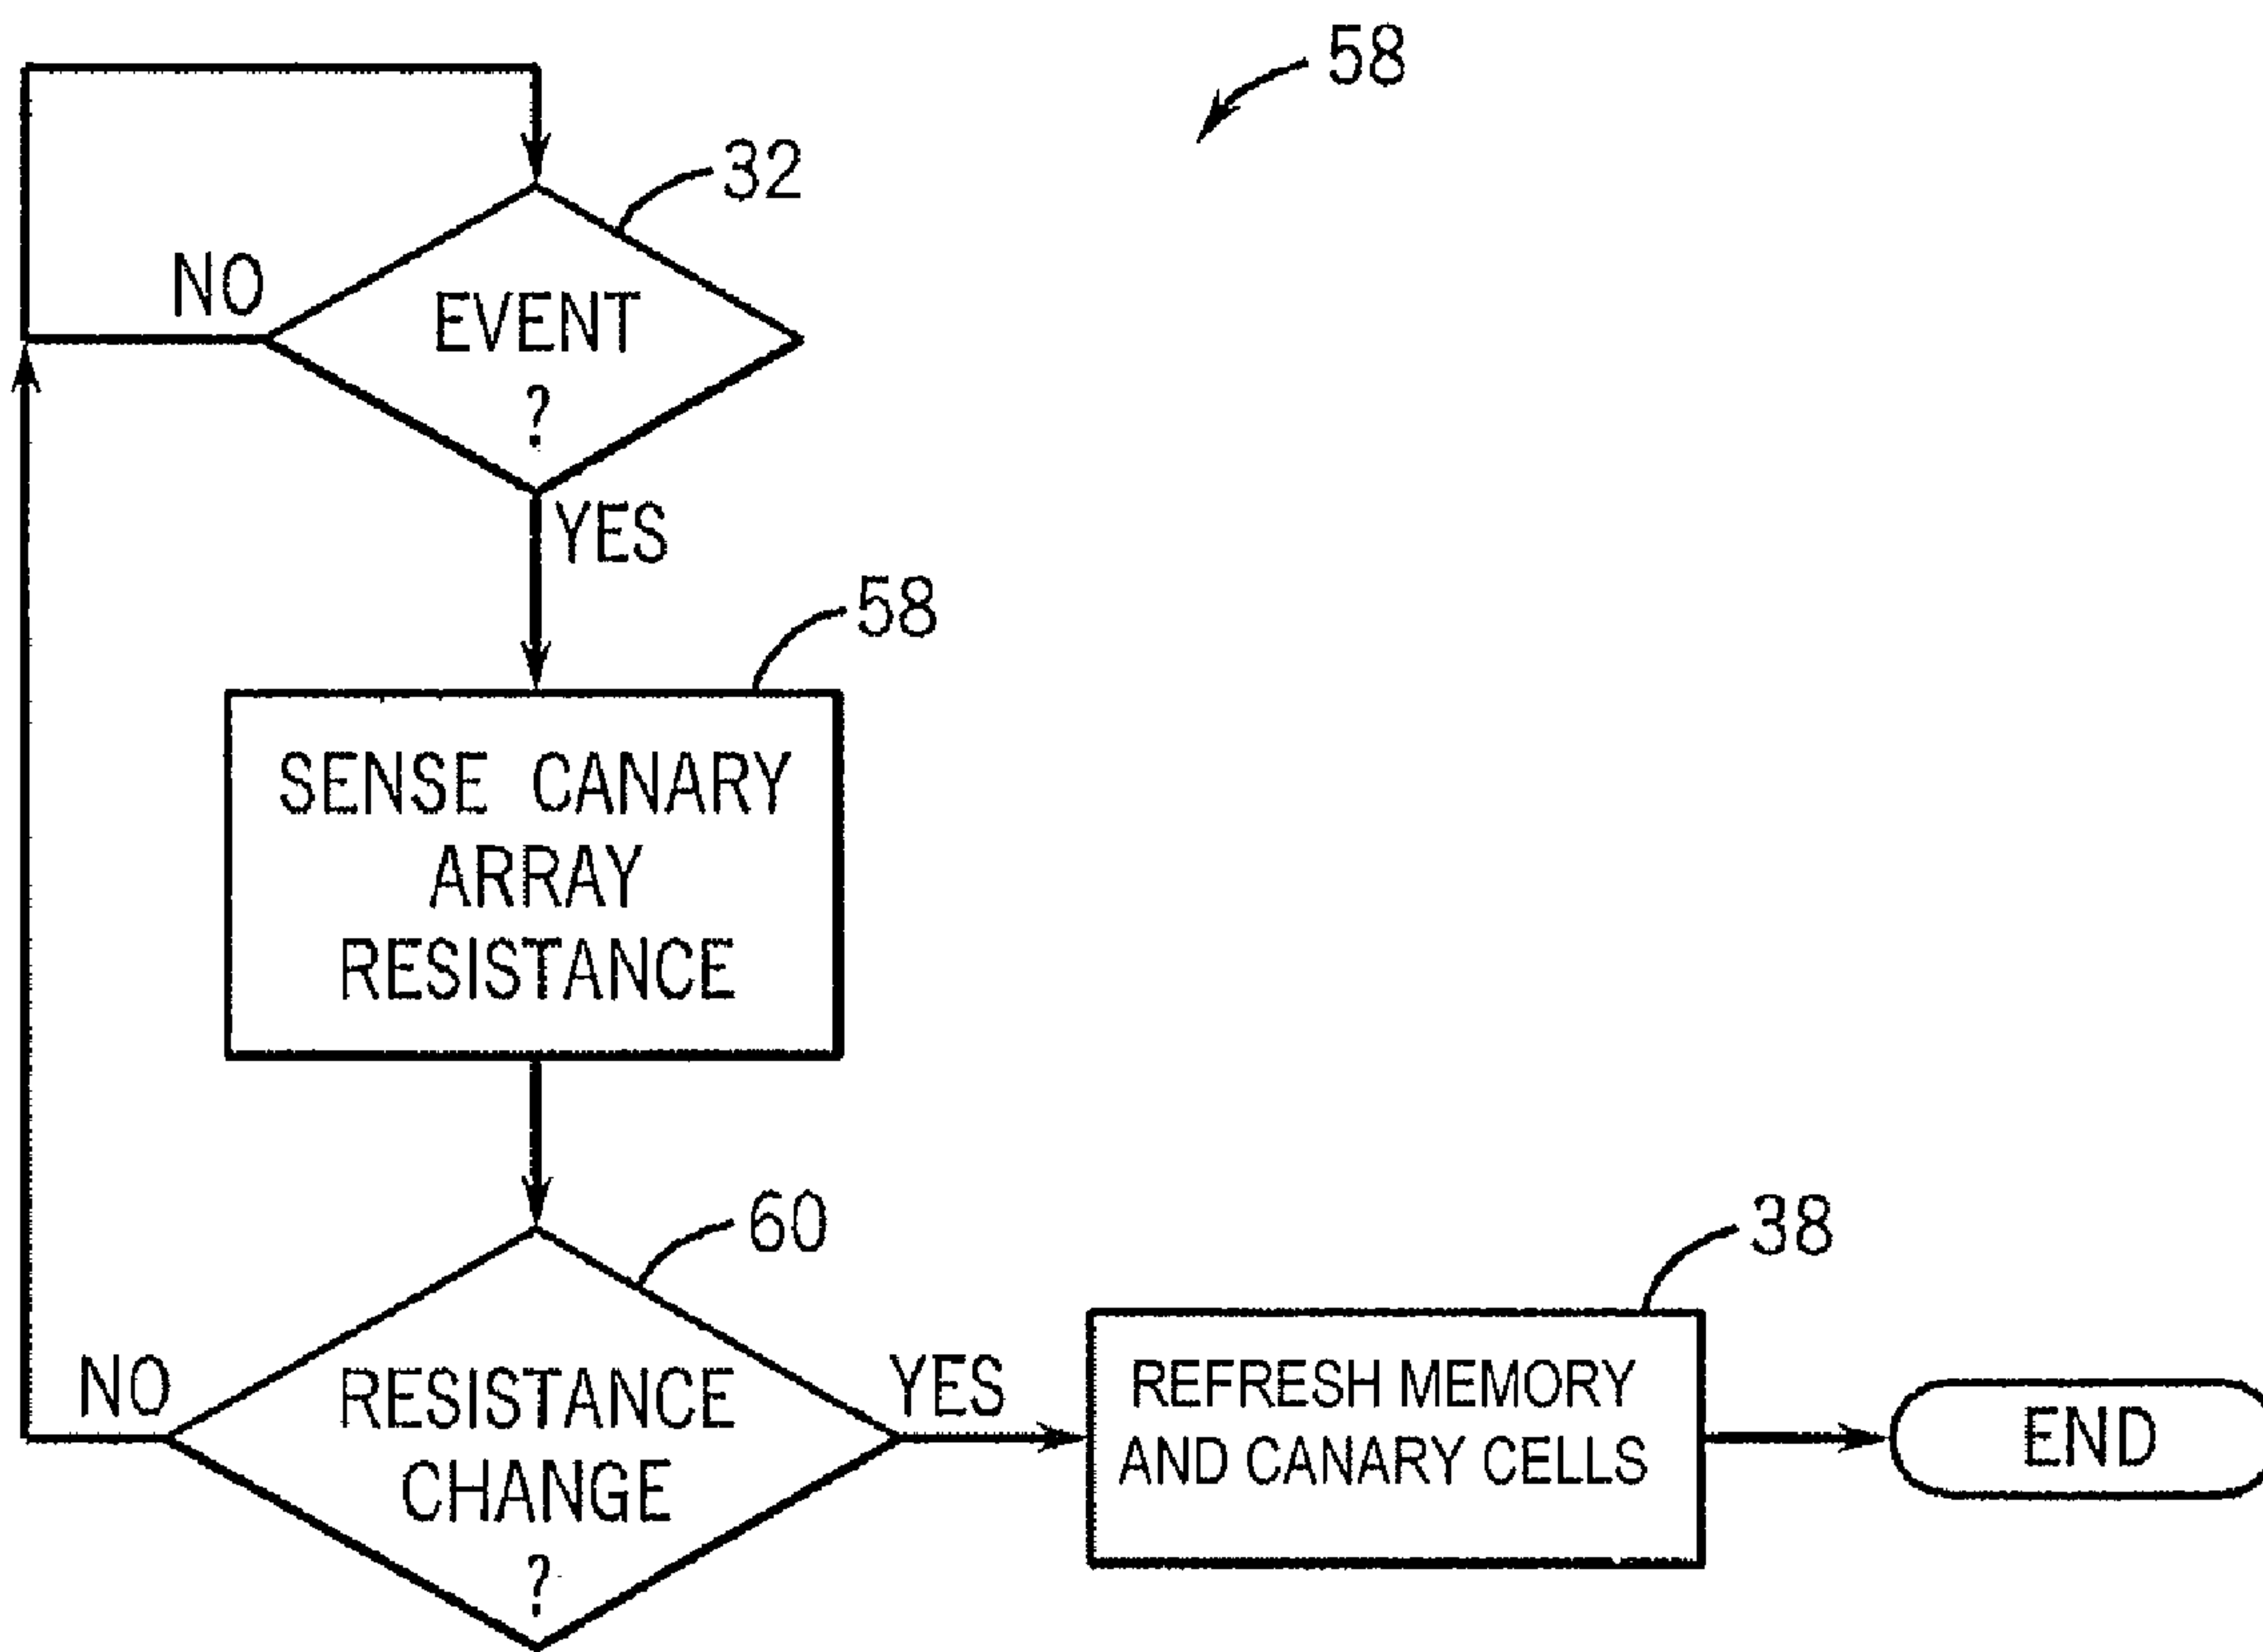 58
32
NO
EVENT
?
YES
58
SENSE CANARY
ARRAY
RESISTANCE
60
38
NO
RESISTANCE
CHANGE
?
YES
REFRESH MEMORY
AND CANARY CELLS
END